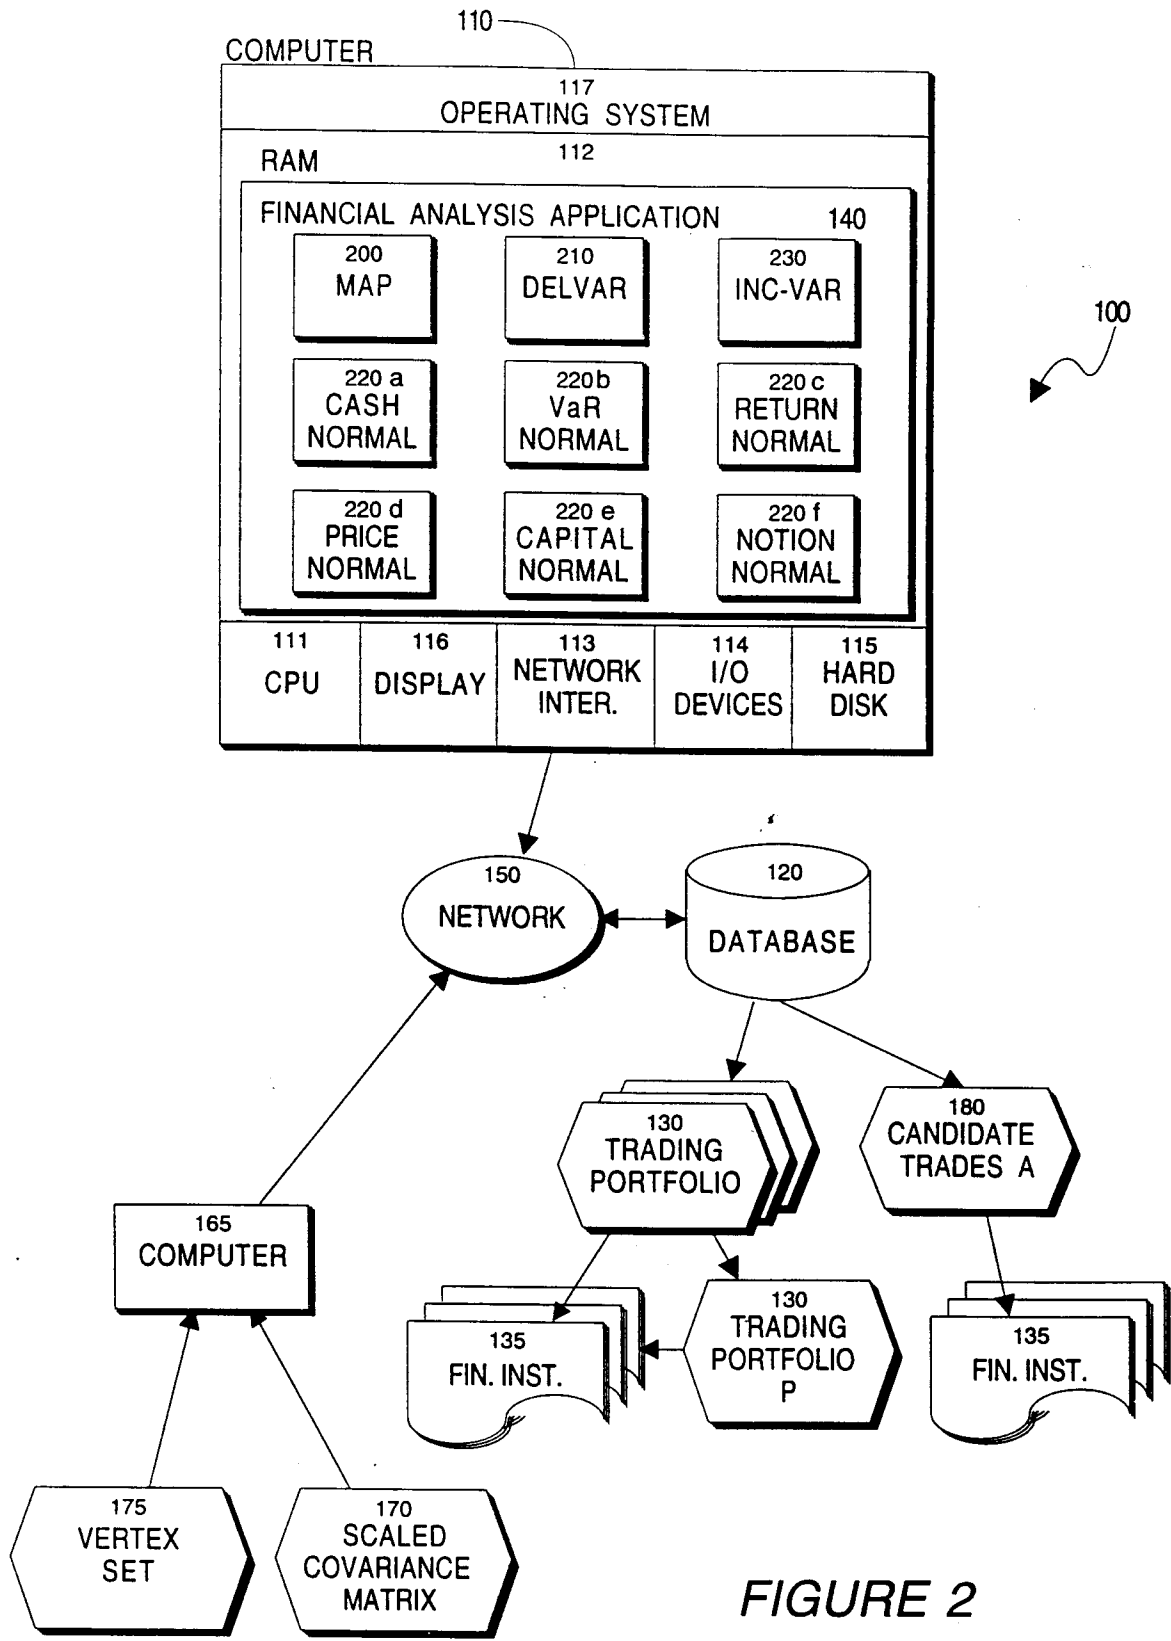 110
COMPUTER
117
OPERATING SYSTEM
112
RAM
FINANCIAL ANALYSIS APPLICATION 140
200
MAP
210
DELVAR
230
INC-VAR
100
220 a
CASH
NORMAL
220 b
VaR
NORMAL
220 c
RETURN
NORMAL
220 d
PRICE
NORMAL
220 e
CAPITAL
NORMAL
220 f
NOTION
NORMAL
111
CPU
116
DISPLAY
113
NETWORK
INTER.
114
I/O
DEVICES
115
HARD
DISK
150
NETWORK
120
DATABASE
130
TRADING
PORTFOLIO
180
CANDIDATE
TRADES A
165
COMPUTER
135
FIN. INST.
130
TRADING
PORTFOLIO
P
135
FIN. INST.
175
VERTEX
SET
170
SCALED
COVARIANCE
MATRIX
FIGURE 2